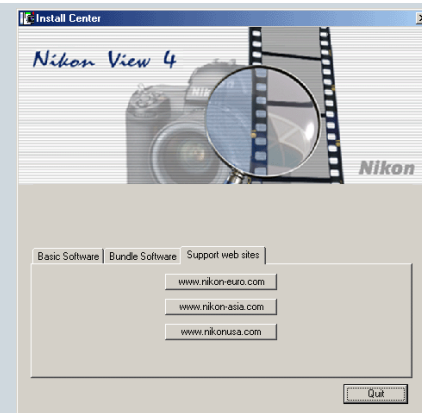 Install Center
Nikon View 4
Nikon
Basic Software Bundle Software Support web sites
www.nikon-euro.com
www.nikon-asia.com
www.nikonusa.com
Quit